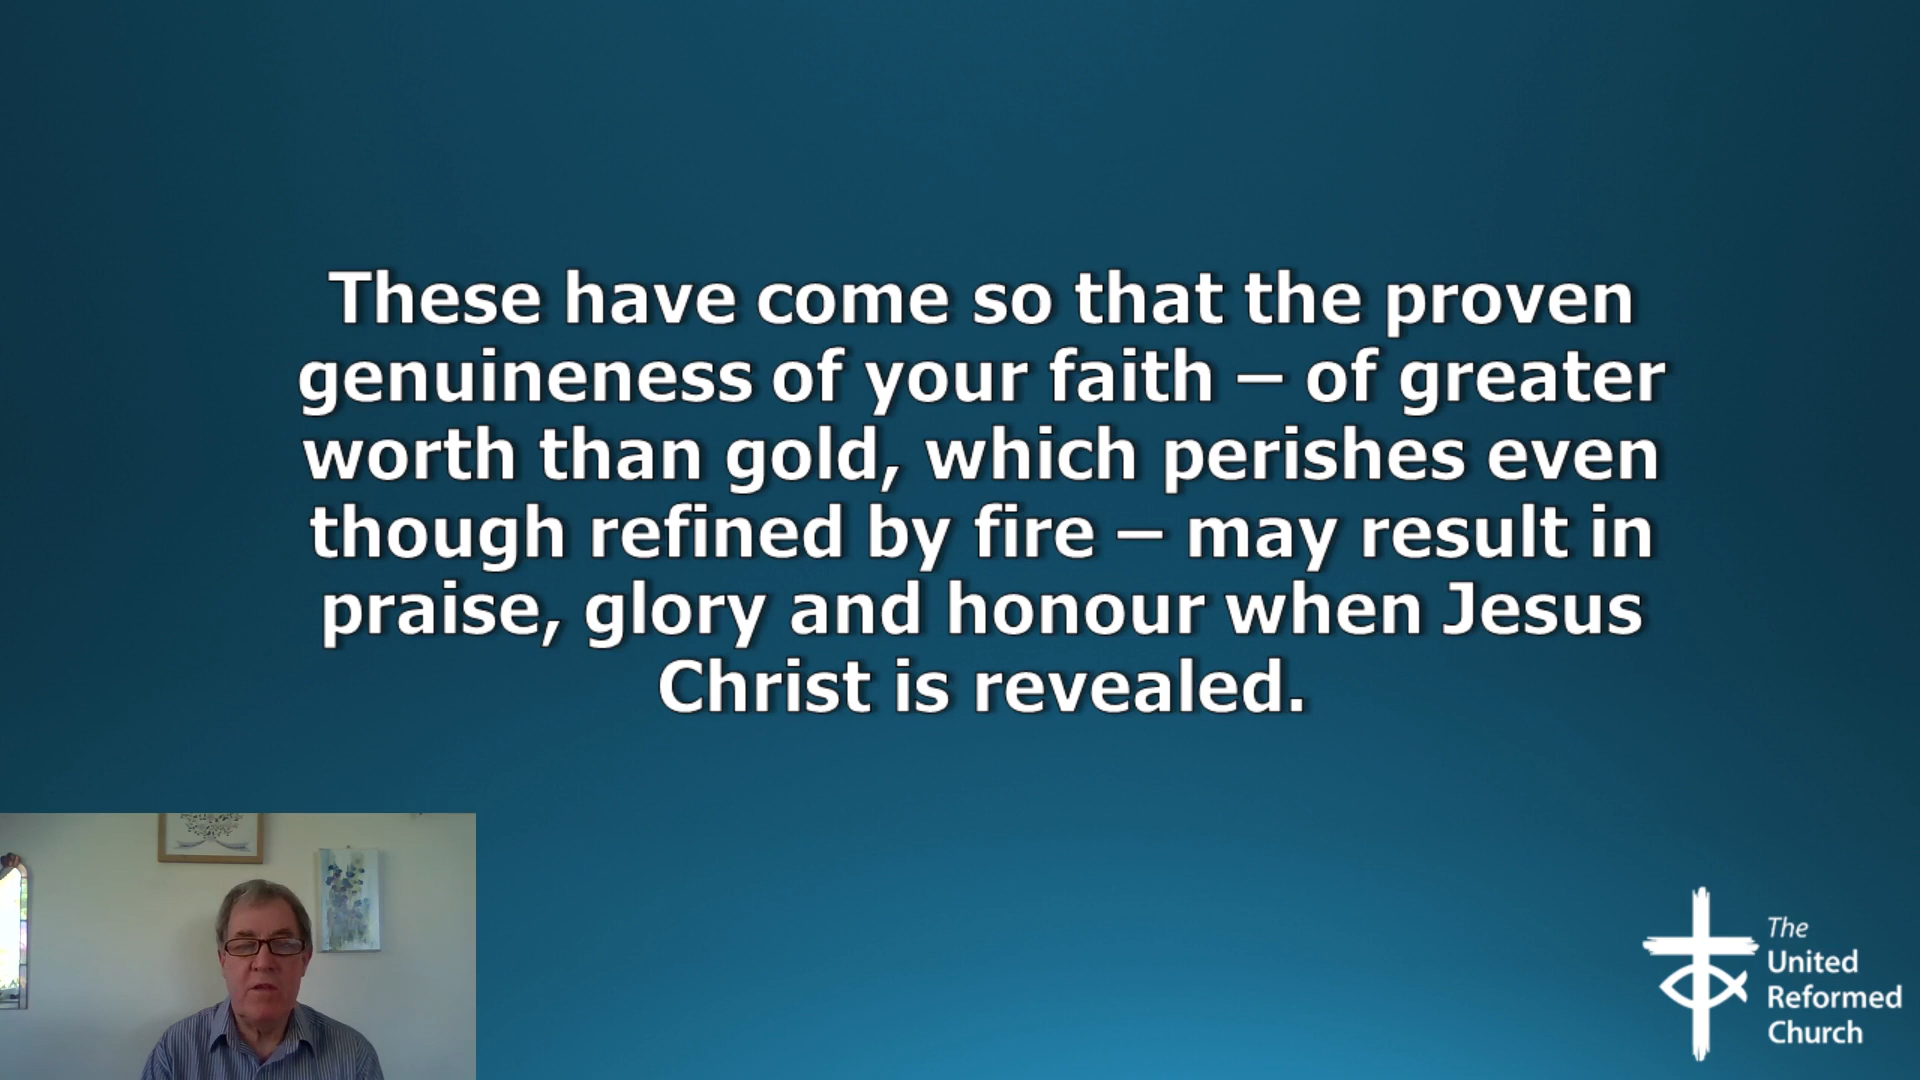 These have come so that the proven
genuineness of your faith – of greater
worth than gold, which perishes even
though refined by fire – may result in
praise, glory and honour when Jesus
Christ is revealed.
The
United
Reformed
Church